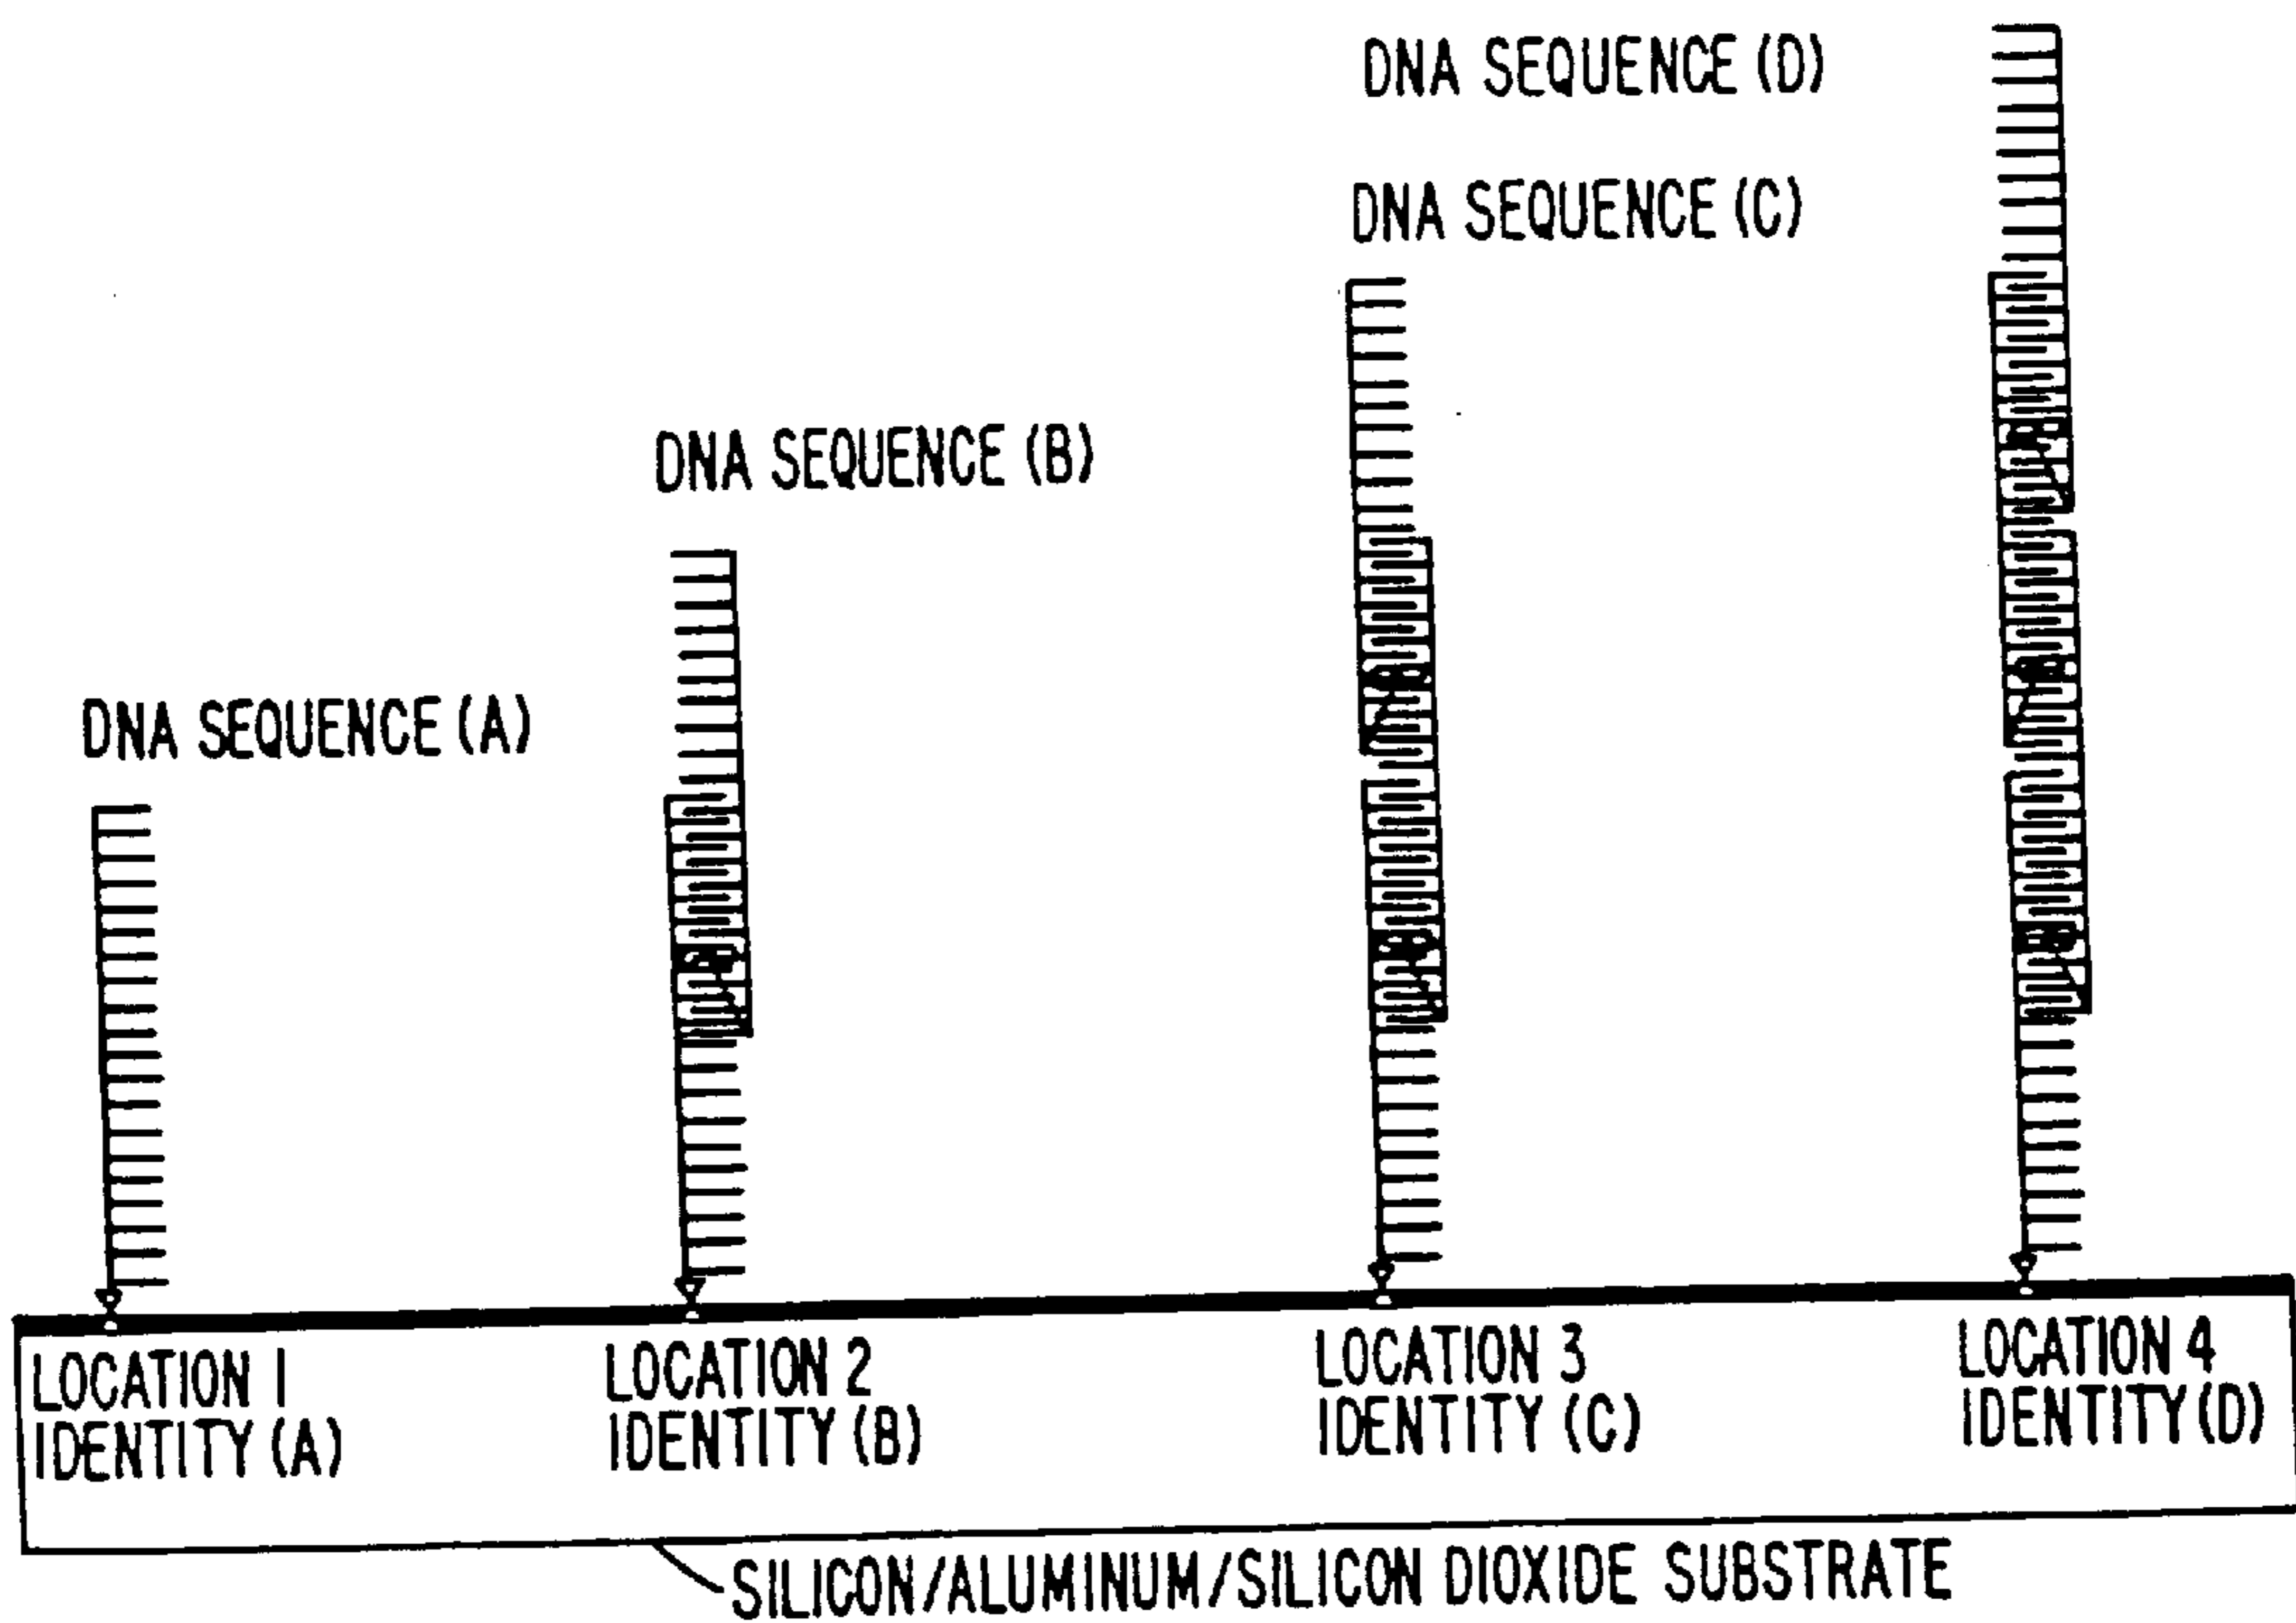 DNA SEQUENCE (D)
DNA SEQUENCE (C)
DNA SEQUENCE (B)
DNA SEQUENCE (A)
LOCATION 1
IDENTITY (A)
LOCATION 2
IDENTITY (B)
LOCATION 3
IDENTITY (C)
LOCATION 4
IDENTITY (D)
SILICON/ALUMINUM/SILICON DIOXIDE SUBSTRATE